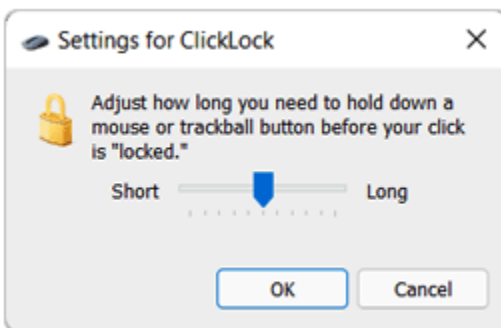 Settings for ClickLock
Adjust how long you need to hold down a
mouse or trackball button before your click
is "locked."
Short Long
OK Cancel